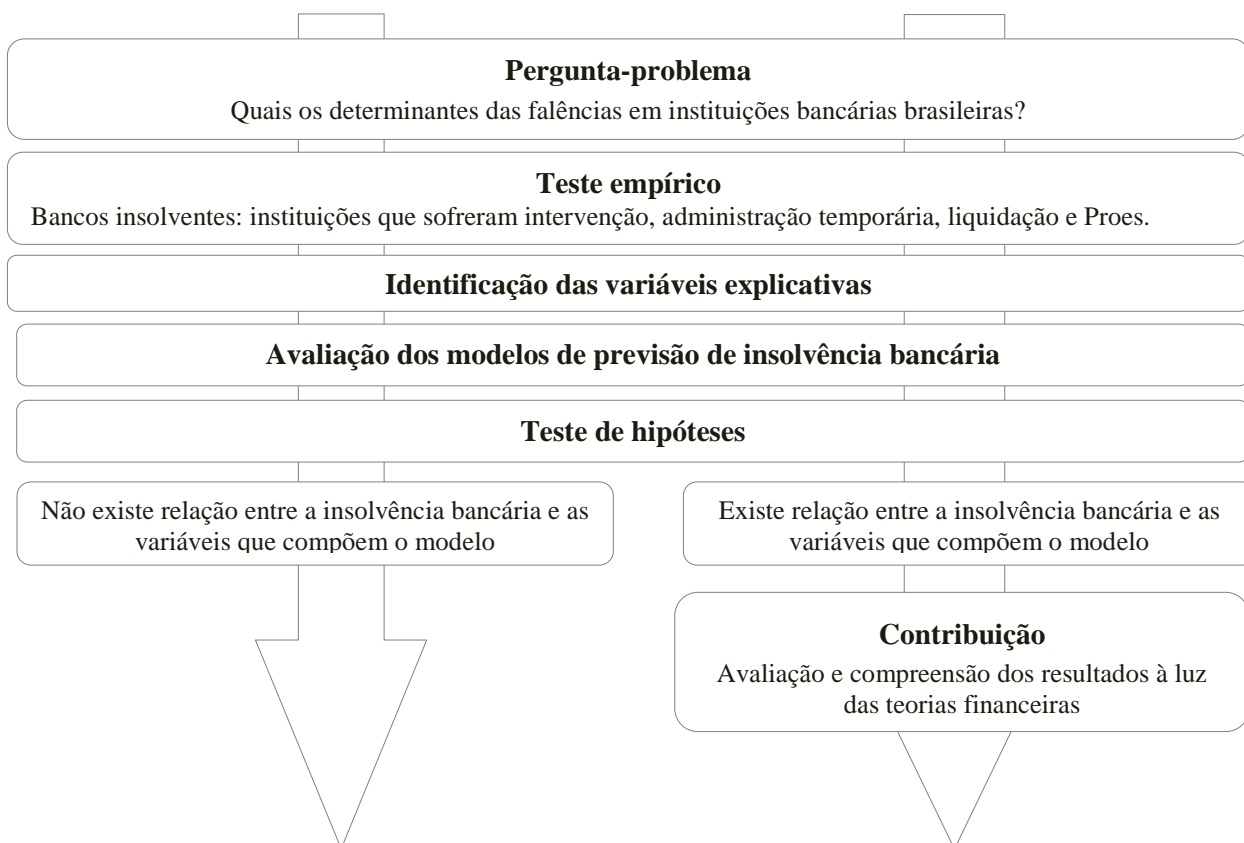 Pergunta-problema
Quais os determinantes das falências em instituições bancárias brasileiras?
Teste empírico
Bancos insolventes: instituições que sofreram intervenção, administração temporária, liquidação e Proes.
Identificação das variáveis explicativas
Avaliação dos modelos de previsão de insolvência bancária
Teste de hipóteses
Não existe relação entre a insolvência bancária e as
variáveis que compõem o modelo
Existe relação entre a insolvência bancária e as
variáveis que compõem o modelo
Contribuição
Avaliação e compreensão dos resultados à luz
das teorias financeiras